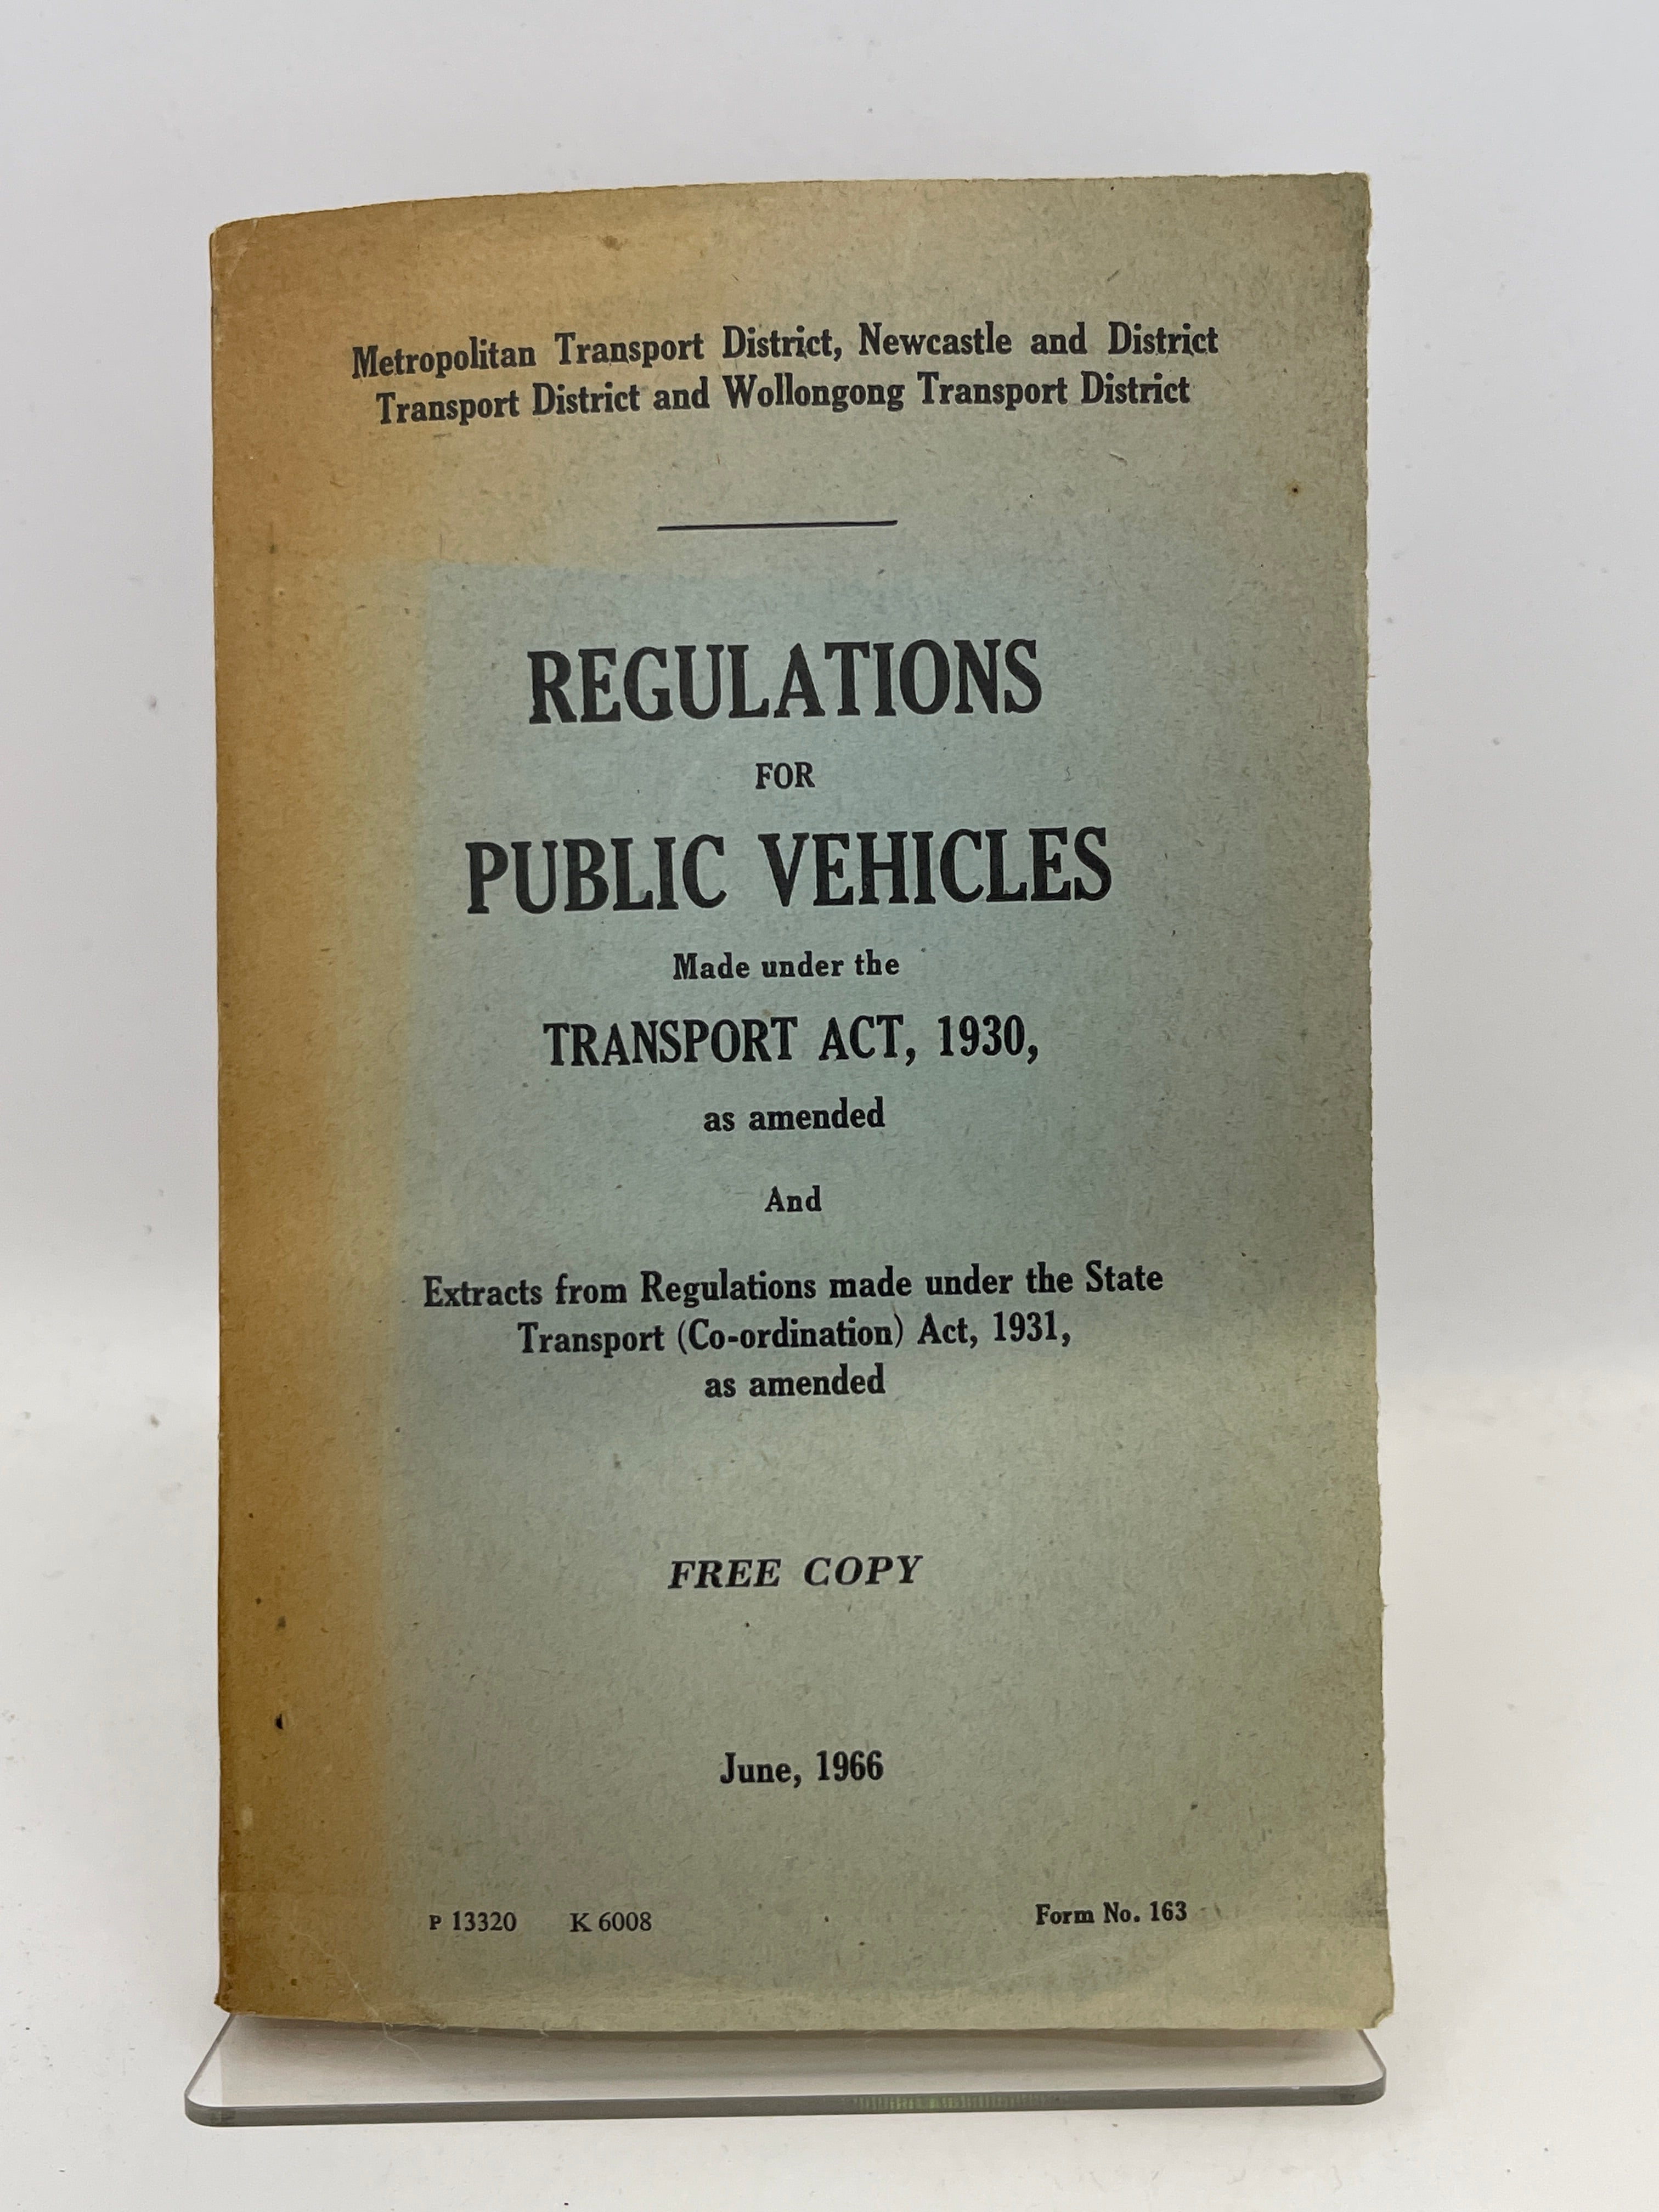 Metropolitan Transport District, Newcastle and District
Transport District and Wollongong Transport District
REGULATIONS
FOR
PUBLIC VEHICLES
Made under the
TRANSPORT ACT, 1930,
as amended
And
Extracts from Regulations made under the State
Transport (Co-ordination) Act, 1931,
as amended
FREE COPY
June, 1966
P 13320 K 6008 Form No. 163